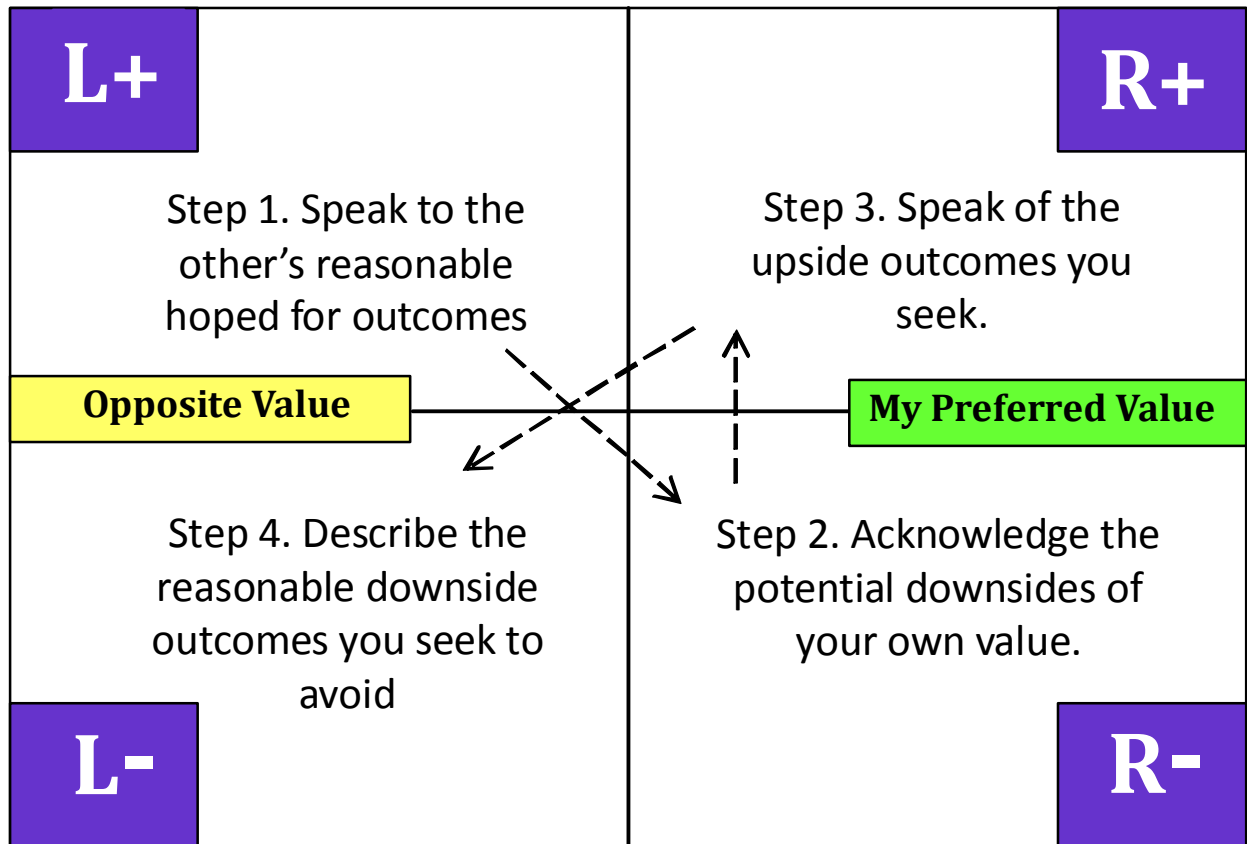 L+
R+
Step 1. Speak to the
other’s reasonable
hoped for outcomes
Step 3. Speak of the
upside outcomes you
seek.
Opposite Value
My Preferred Value
Step 4. Describe the
reasonable downside
outcomes you seek to
avoid
Step 2. Acknowledge the
potential downsides of
your own value.
L-
R-